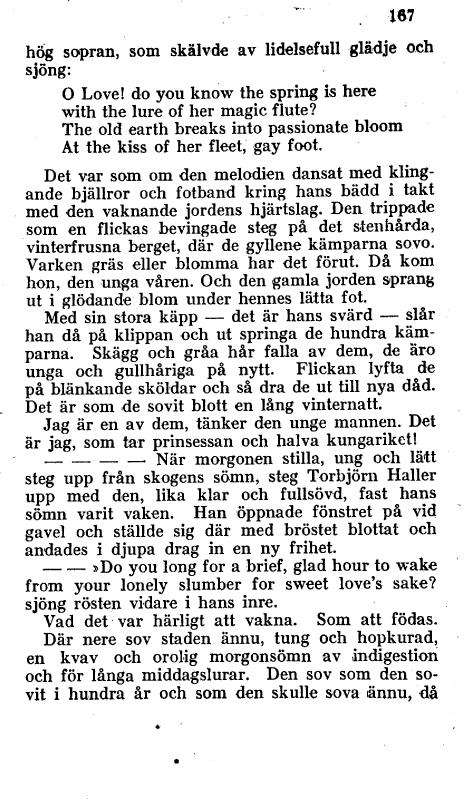 167
hög sopran, som skälvde av lidelsefull glädje och
sjöng:
O Love! do you know the spring is here
with the lure of her magic flute?
The old earth breaks into passionate bloom
At the kiss of her fleet, gay foot.
Det var som om den melodien dansat med kling-
ande bjällror och fotband kring hans bädd i takt
med den vaknande jordens hjärtslag. Den trippade
som en flickas bevingade steg på det stenhårda,
vinterfrusna berget, där de gyllene kämparna sovo.
Varken gräs eller blomma har det förut. Då kom
hon, den unga våren. Och den gamla jorden sprang
ut i glödande blom under hennes lätta fot.
Med sin stora käpp — det är hans svärd — slår
han då på klippan och ut springa de hundra käm-
parna. Skägg och gråa hår falla av dem, de äro
unga och gullhåriga på nytt. Flickan lyfta de
på blänkande sköldar och så dra de ut till nya dåd.
Det är som de sovit blott en lång vinternatt.
Jag är en av dem, tänker den unge mannen. Det
är jag, som tar prinsessan och halva kungariket!
— — — — När morgonen stilla, ung och lätt
steg upp från skogens sömn, steg Torbjörn Haller
upp med den, lika klar och fullsövd, fast hans
sömn varit vaken. Han öppnade fönstret på vid
gavel och ställde sig där med bröstet blottat och
andades i djupa drag in en ny frihet.
— — »Do you long for a brief, glad hour to wake
from your lonely slumber for sweet love's sake?
sjöng rösten vidare i hans inre.
Vad det var härligt att vakna. Som att födas.
Där nere sov staden ännu, tung och hopkurad,
en kvav och orolig morgonsömn av indigestion
och för långa middagslurar. Den sov som den so-
vit i hundra år och som den skulle sova ännu, då